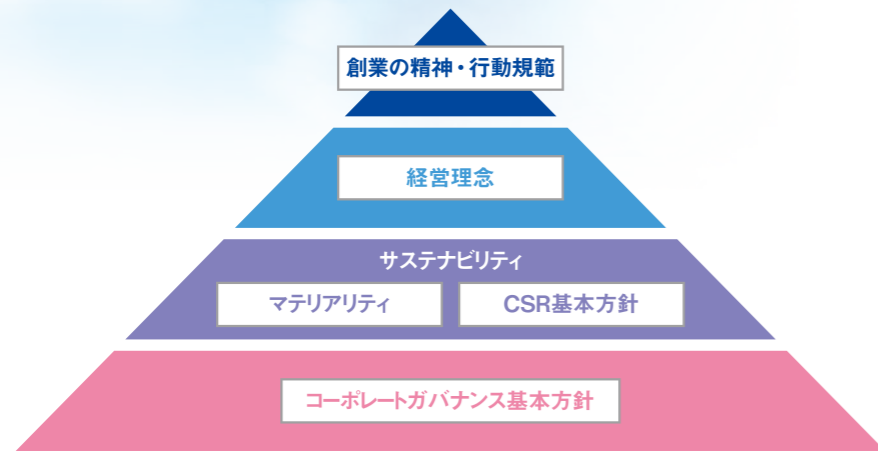 創業の精神・行動規範
経営理念
サステナビリティ
マテリアリティ
CSR基本方針
コーポレートガバナンス基本方針